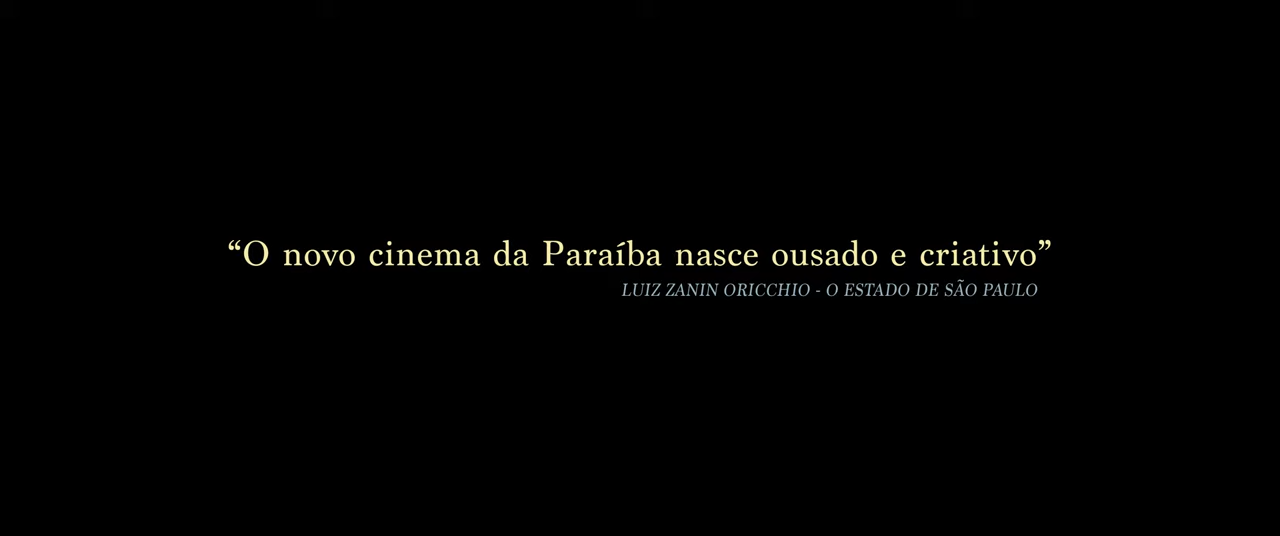 “O novo cinema da Paraíba nasce ousado e criativo”
LUIZ ZANIN ORICCHIO - O ESTADO DE SÃO PAULO